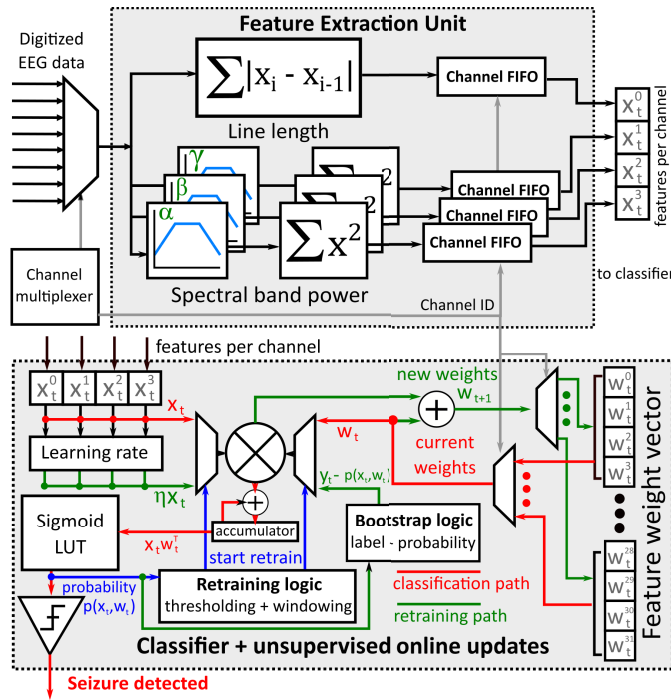 Feature Extraction Unit
Digitized
EEG data
∑|xᵢ - xᵢ₋₁|
Line length
Channel FIFO
x⁰ₜ
x¹ₜ
x²ₜ
x³ₜ
features per channel
γ
β
α
∑x²
2
2
Channel FIFO
Channel FIFO
Channel FIFO
Spectral band power
Channel
multiplexer
Channel ID
to classifier
features per channel
x⁰ₜ
x¹ₜ
x²ₜ
x³ₜ
Learning rate
xₜ
ηxₜ
new weights
wₜ₊₁
wₜ
current
weights
yₜ - p(xₜ,wₜ)
w⁰ₜ
w¹ₜ
w²ₜ
w³ₜ
w²⁸ₜ
w²⁹ₜ
w³⁰ₜ
w³¹ₜ
Feature weight vector
+
+
accumulator
Sigmoid
LUT
xₜwₜᵀ
start retrain
Bootstrap logic
label - probability
probability
p(xₜ,wₜ)
Retraining logic
thresholding + windowing
classification path
retraining path
Classifier + unsupervised online updates
Seizure detected